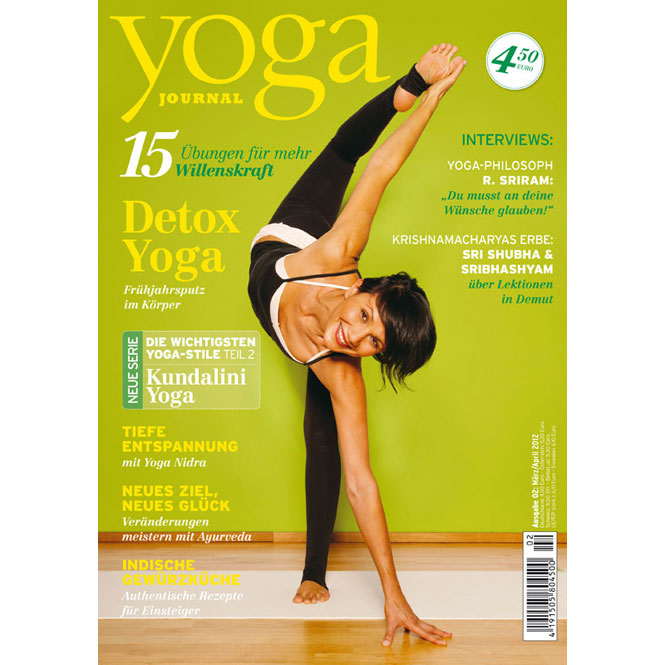 yoga
JOURNAL
4.50
EURO
15 Übungen für mehr
Willenskraft
Detox
Yoga
Frühjahrsputz
im Körper
NEUE SERIE
DIE WICHTIGSTEN
YOGA-STILE TEIL 2
Kundalini
Yoga
TIEFE
ENTSPANNUNG
mit Yoga Nidra
NEUES ZIEL,
NEUES GLÜCK
Veränderungen
meistern mit Ayurveda
INDISCHE
GEWÜRZKÜCHE
Authentische Rezepte
für Einsteiger
INTERVIEWS:
YOGA-PHILOSOPH
R. SRIRAM:
„Du musst an deine
Wünsche glauben!“
KRISHNAMACHARYAS ERBE:
SRI SHUBHA &
SRIBHASHYAM
über Lektionen
in Demut
Ausgabe 02: März/April 2012
02
4 191505 804500